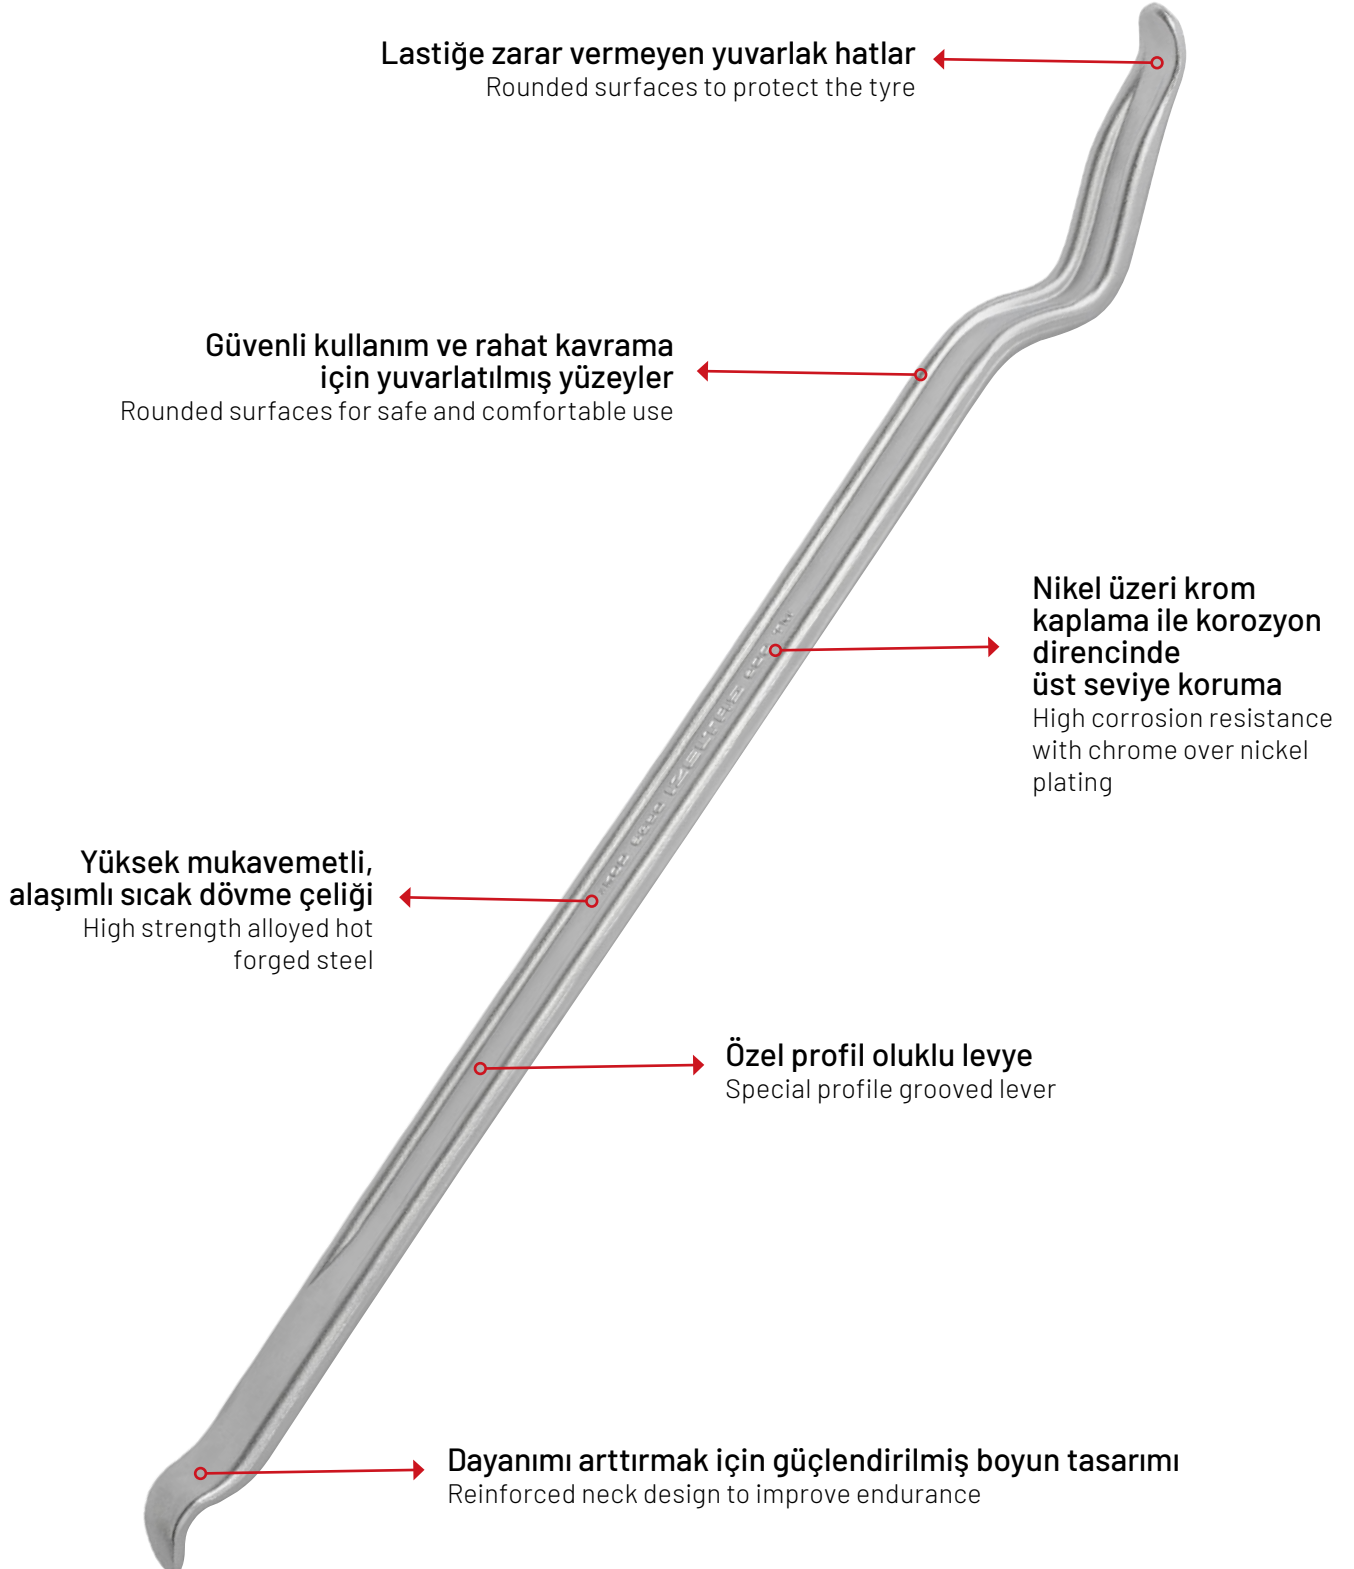 Lastiğe zarar vermeyen yuvarlak hatlar
Rounded surfaces to protect the tyre
Güvenli kullanım ve rahat kavrama
için yuvarlatılmış yüzeyler
Rounded surfaces for safe and comfortable use
Nikel üzeri krom
kaplama ile korozyon
direncinde
üst seviye koruma
High corrosion resistance
with chrome over nickel
plating
İZELTAŞ
Yüksek mukavemetli,
alaşımlı sıcak dövme çeliği
High strength alloyed hot
forged steel
Özel profil oluklu levye
Special profile grooved lever
Dayanımı arttırmak için güçlendirilmiş boyun tasarımı
Reinforced neck design to improve endurance